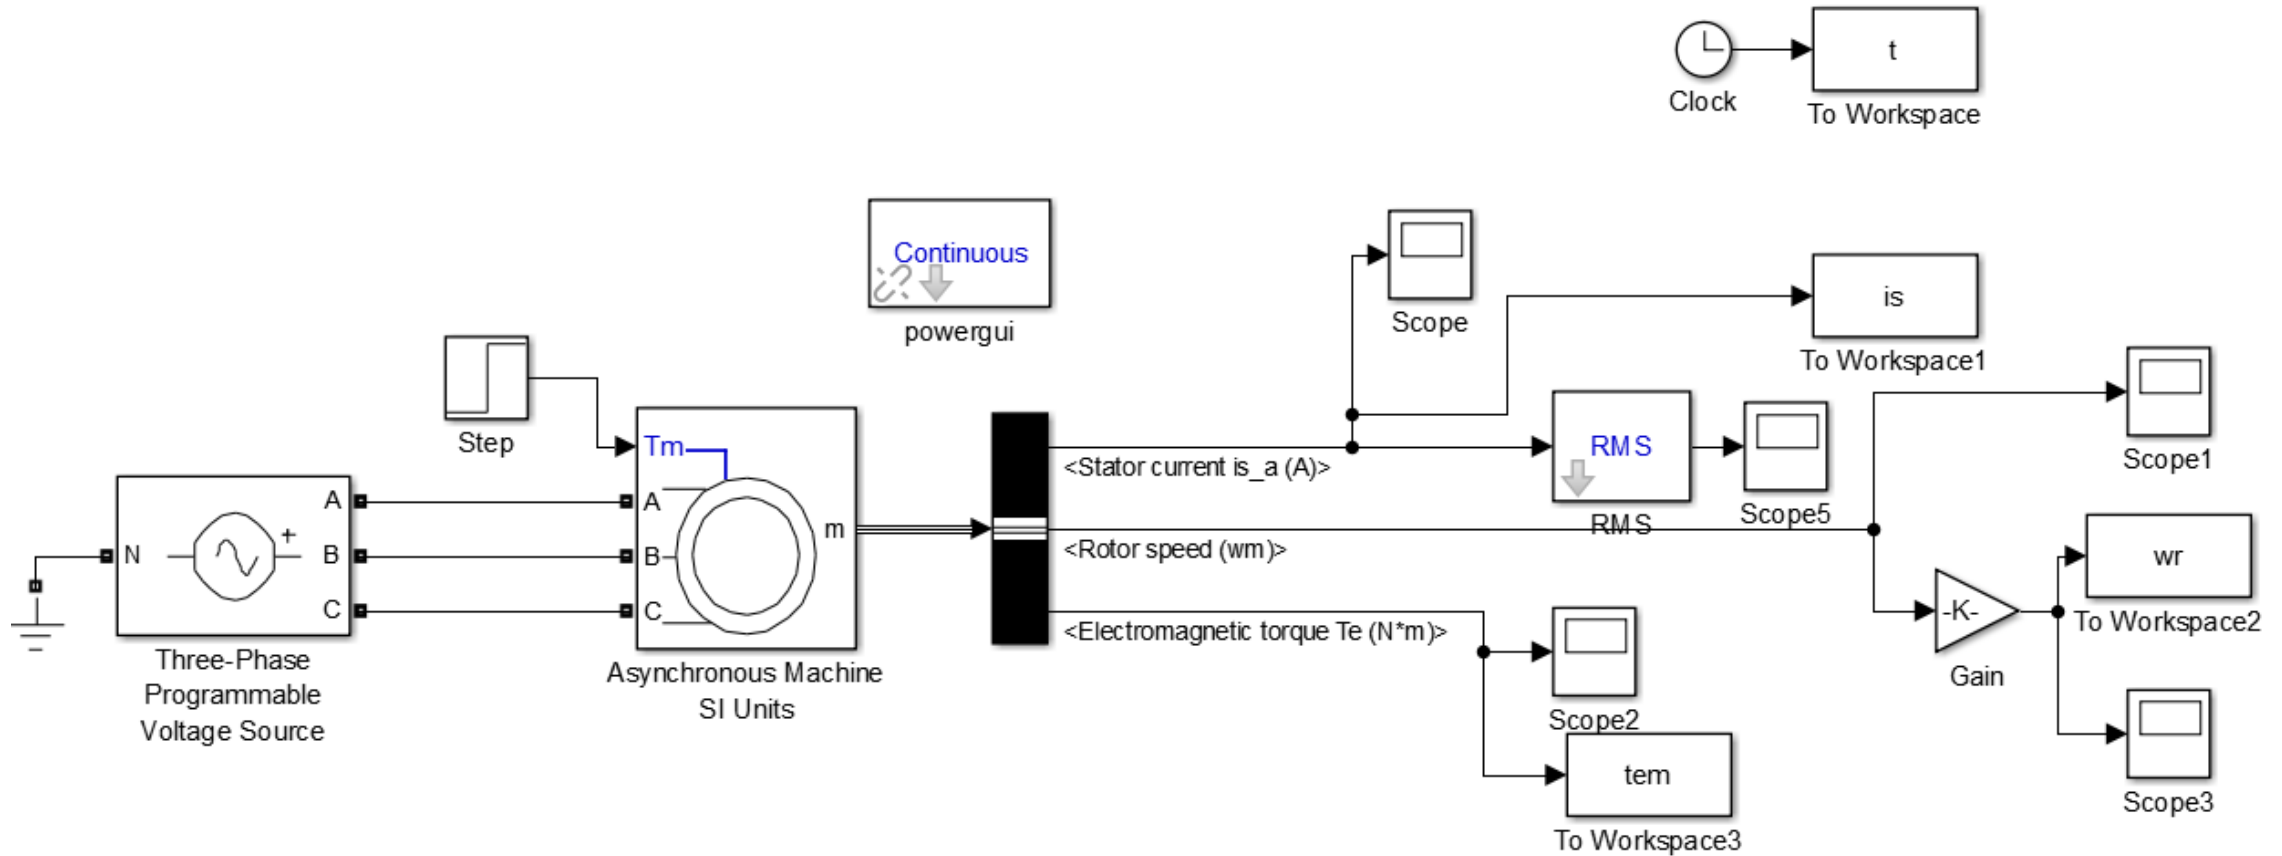 t
Clock
To Workspace
Continuous
powergui
Scope
is
To Workspace1
Step
Tm
A
B
C
m
Asynchronous Machine
SI Units
N
A
B
C
+
Three-Phase
Programmable
Voltage Source
<Stator current is_a (A)>
<Rotor speed (wm)>
<Electromagnetic torque Te (N*m)>
RMS
RMS
Scope5
Scope1
-K-
Gain
wr
To Workspace2
Scope2
tem
To Workspace3
Scope3